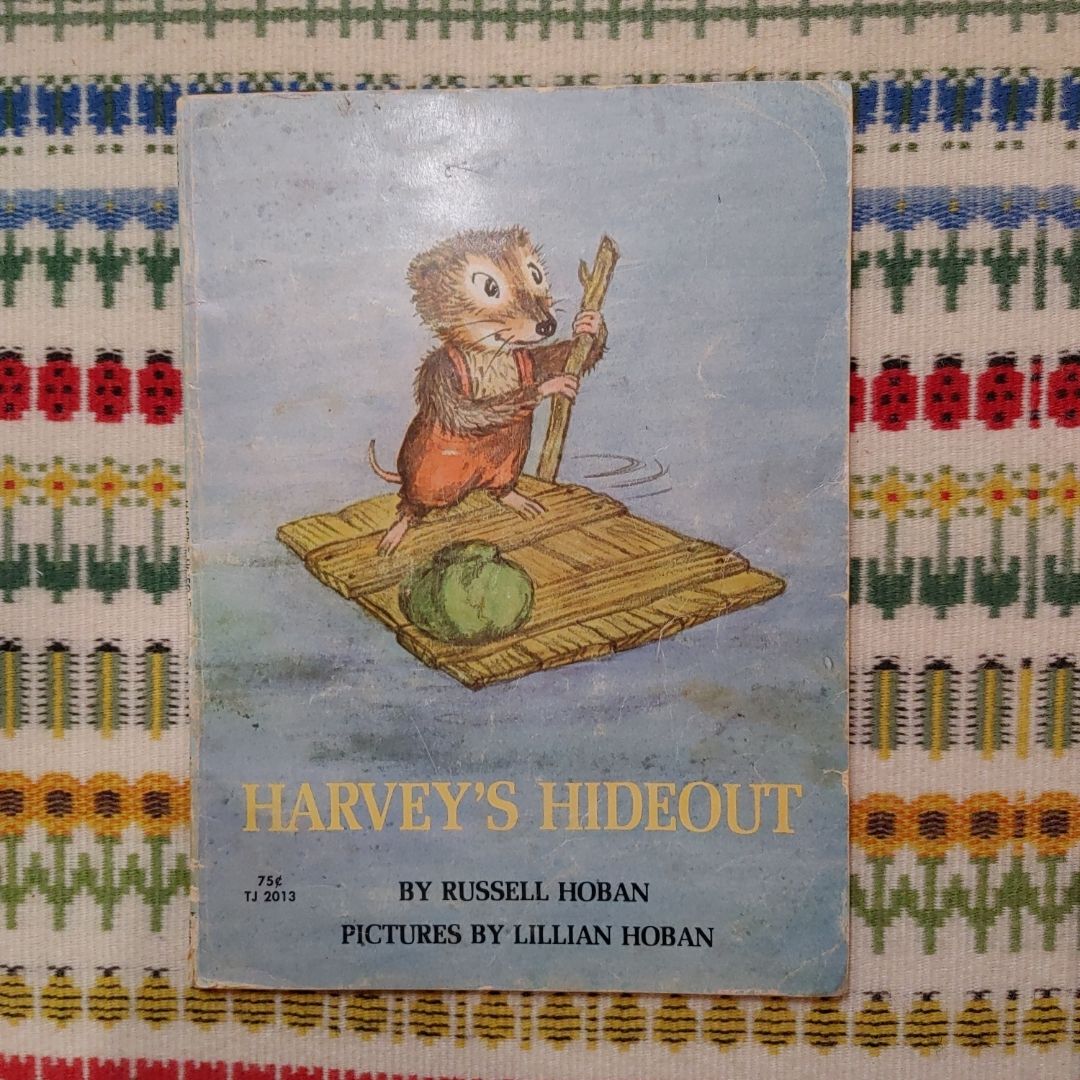 HARVEY'S HIDEOUT
75¢
TJ 2013
BY RUSSELL HOBAN
PICTURES BY LILLIAN HOBAN